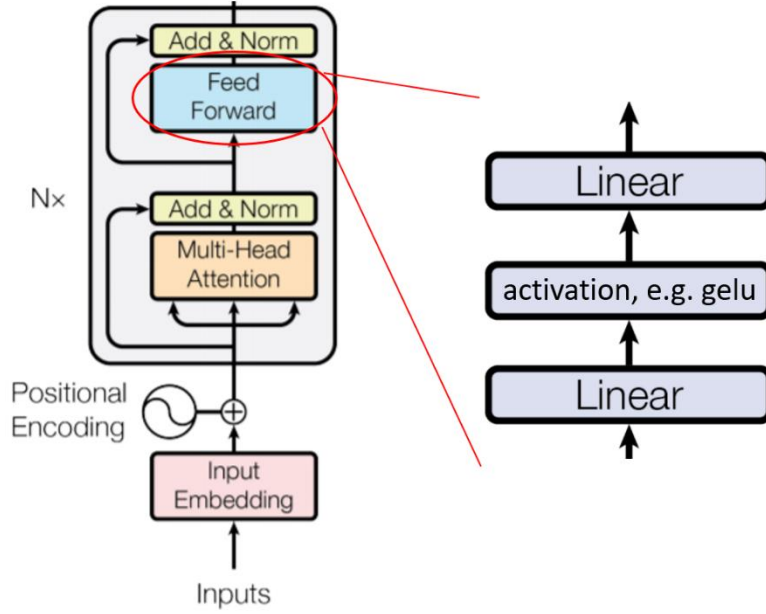 Add & Norm
Feed
Forward
N×
Add & Norm
Multi-Head
Attention
Positional
Encoding
Input
Embedding
Inputs
Linear
activation, e.g. gelu
Linear